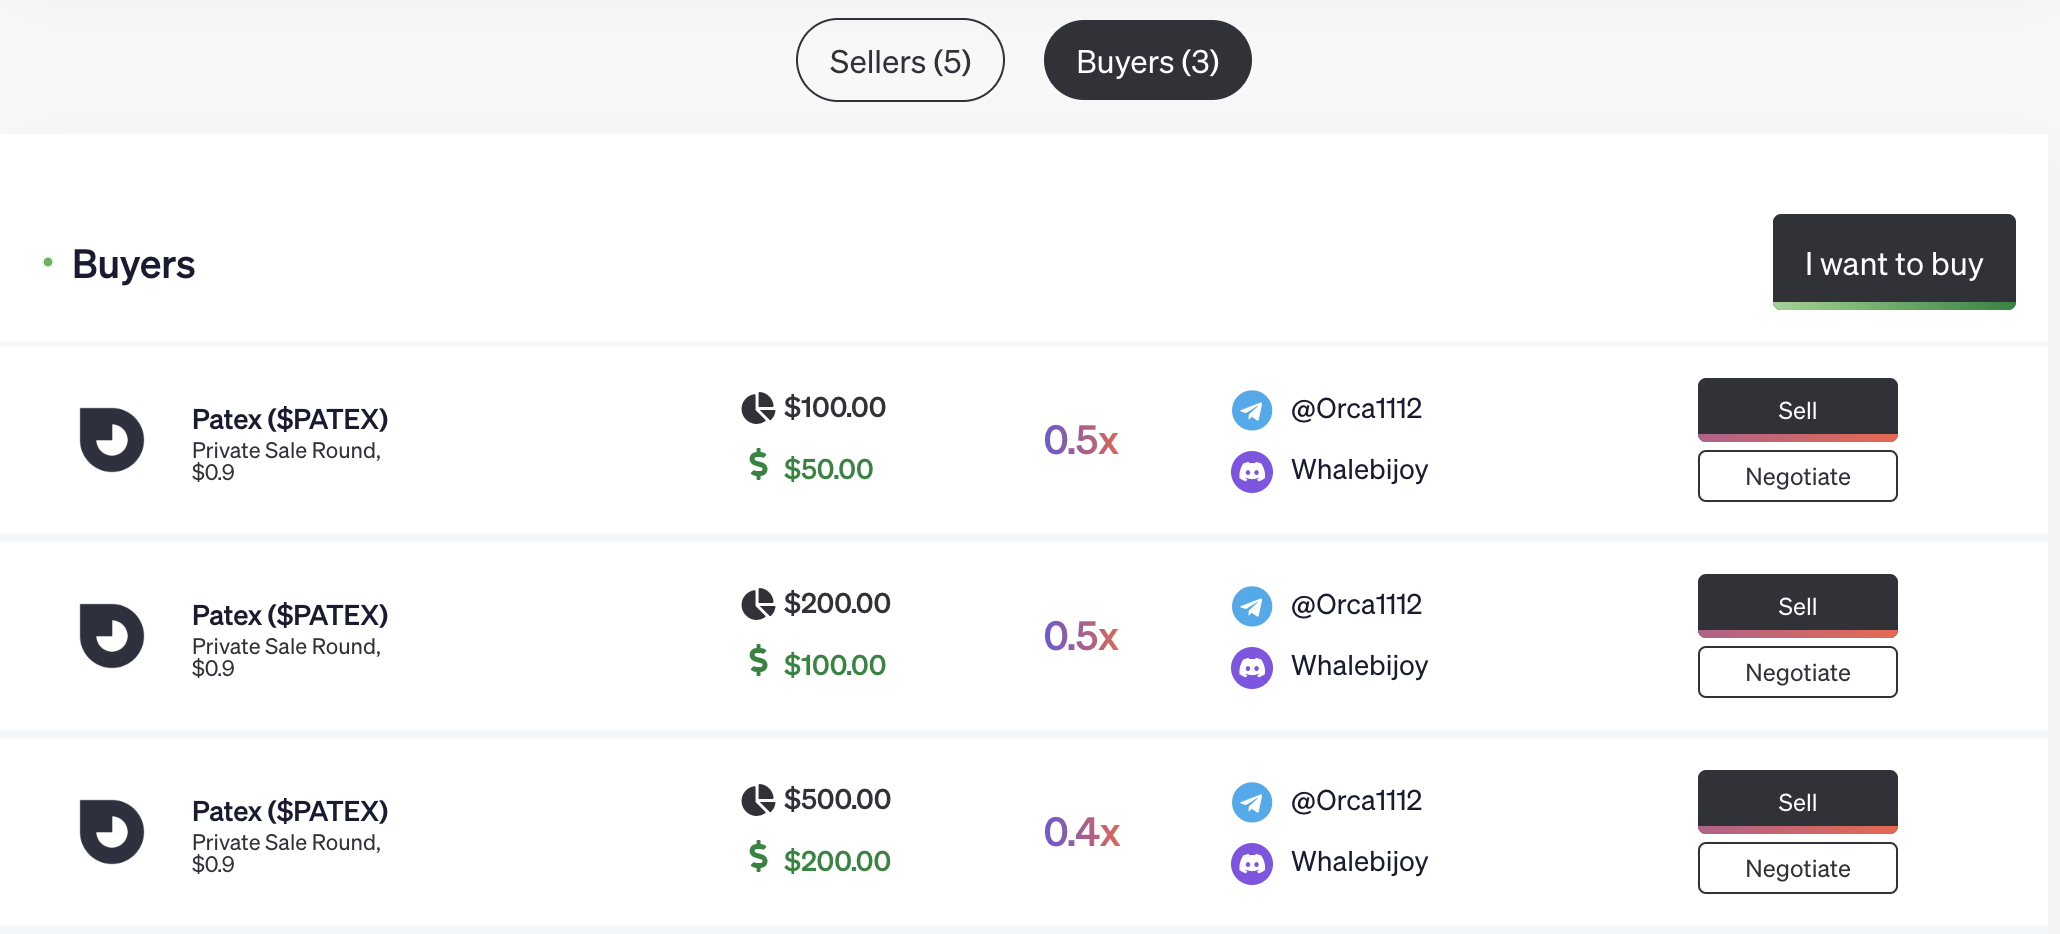 Sellers (5)
Buyers (3)
Buyers
I want to buy
Patex ($PATEX)
Private Sale Round,
$0.9
$100.00
$50.00
0.5x
@Orca1112
Whalebijoy
Sell
Negotiate
Patex ($PATEX)
Private Sale Round,
$0.9
$200.00
$100.00
0.5x
@Orca1112
Whalebijoy
Sell
Negotiate
Patex ($PATEX)
Private Sale Round,
$0.9
$500.00
$200.00
0.4x
@Orca1112
Whalebijoy
Sell
Negotiate